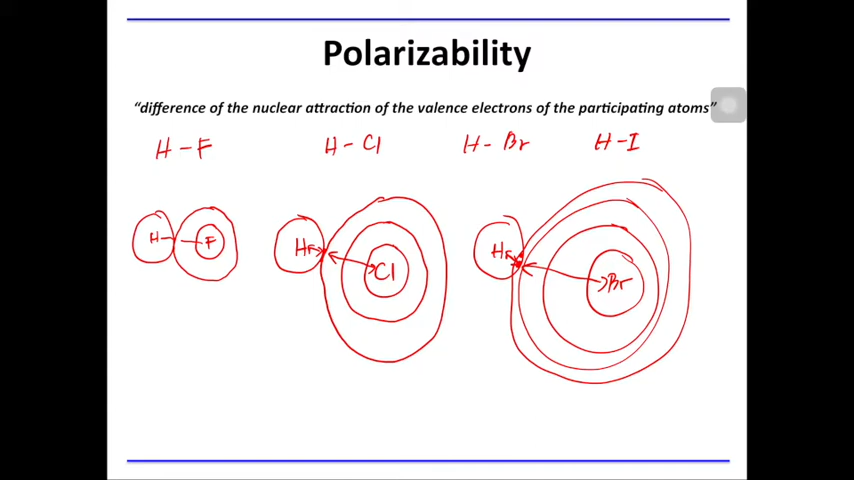 Polarizability
“difference of the nuclear attraction of the valence electrons of the participating atoms”
H - F H - Cl H - Br H - I
H F H Cl H Br